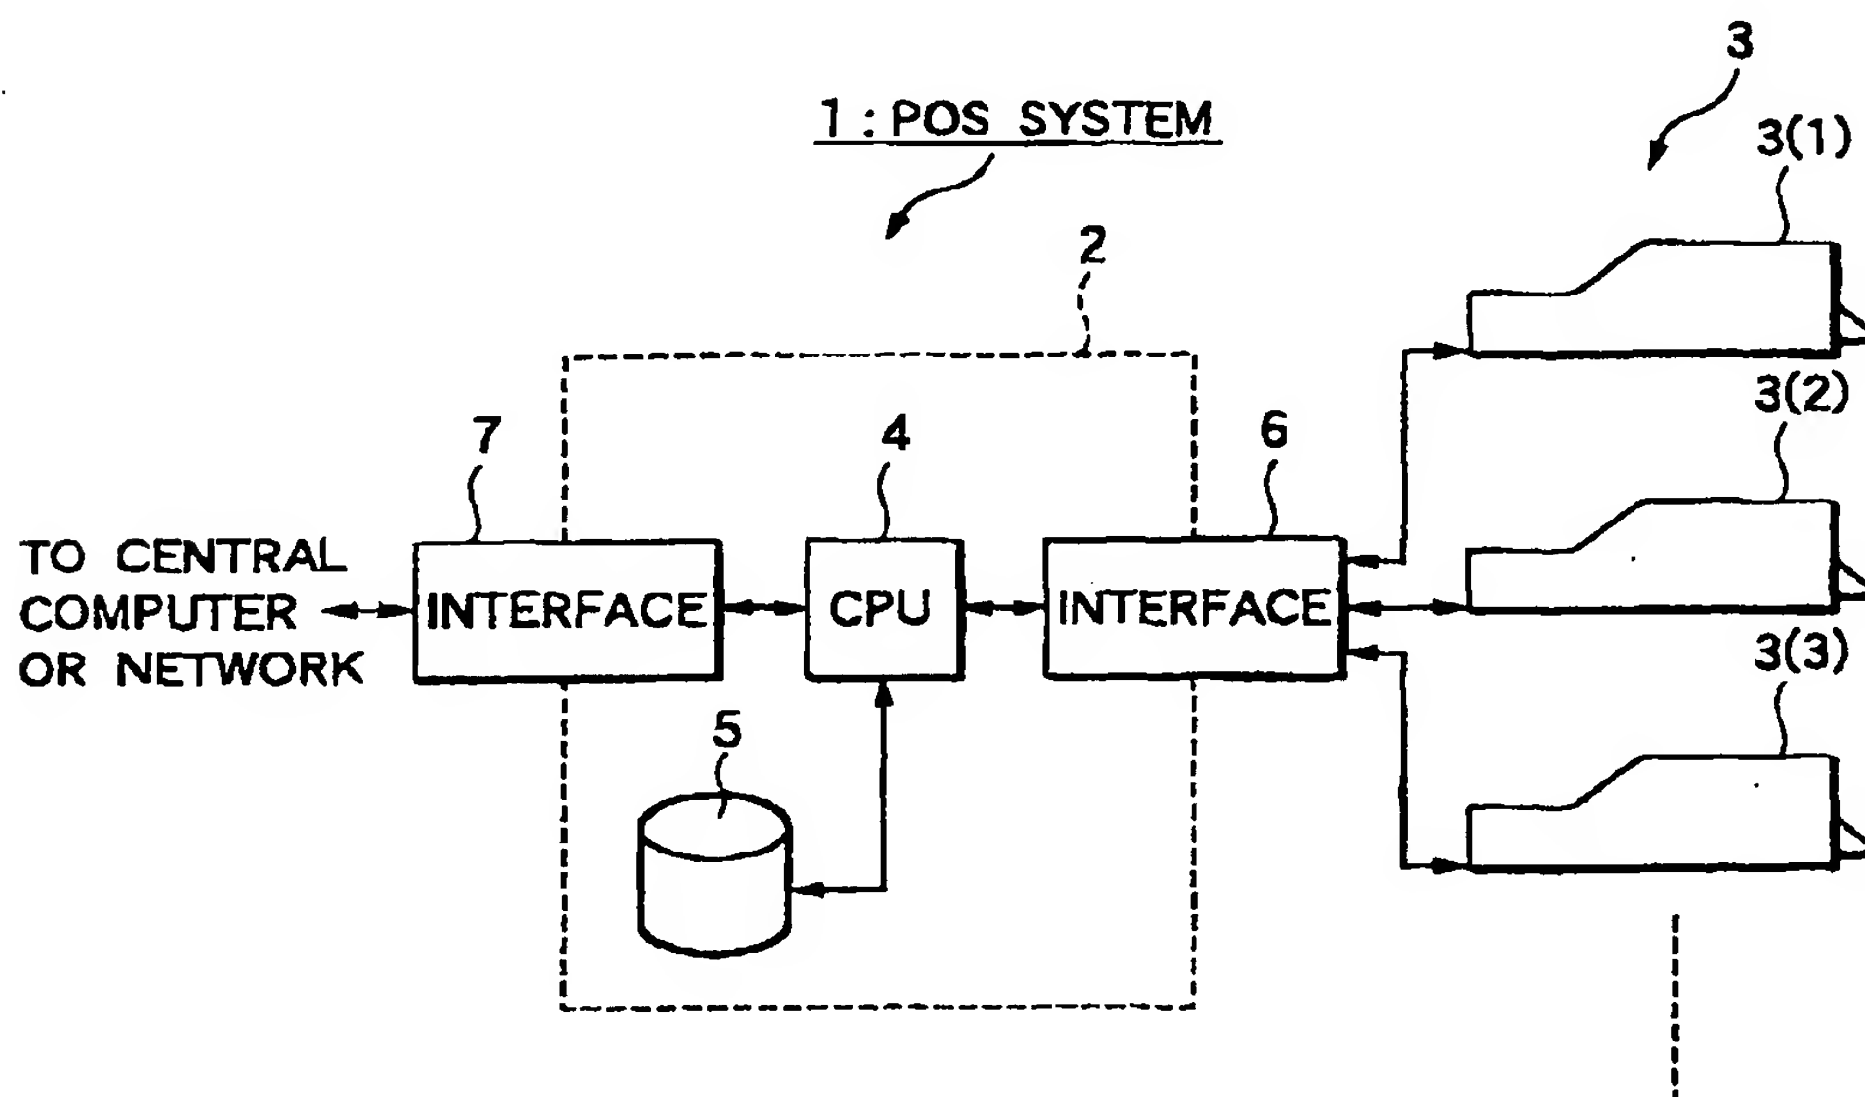 3
1 : POS SYSTEM
3(1)
2
3(2)
7
4
6
TO CENTRAL
COMPUTER
OR NETWORK
INTERFACE
CPU
INTERFACE
3(3)
5